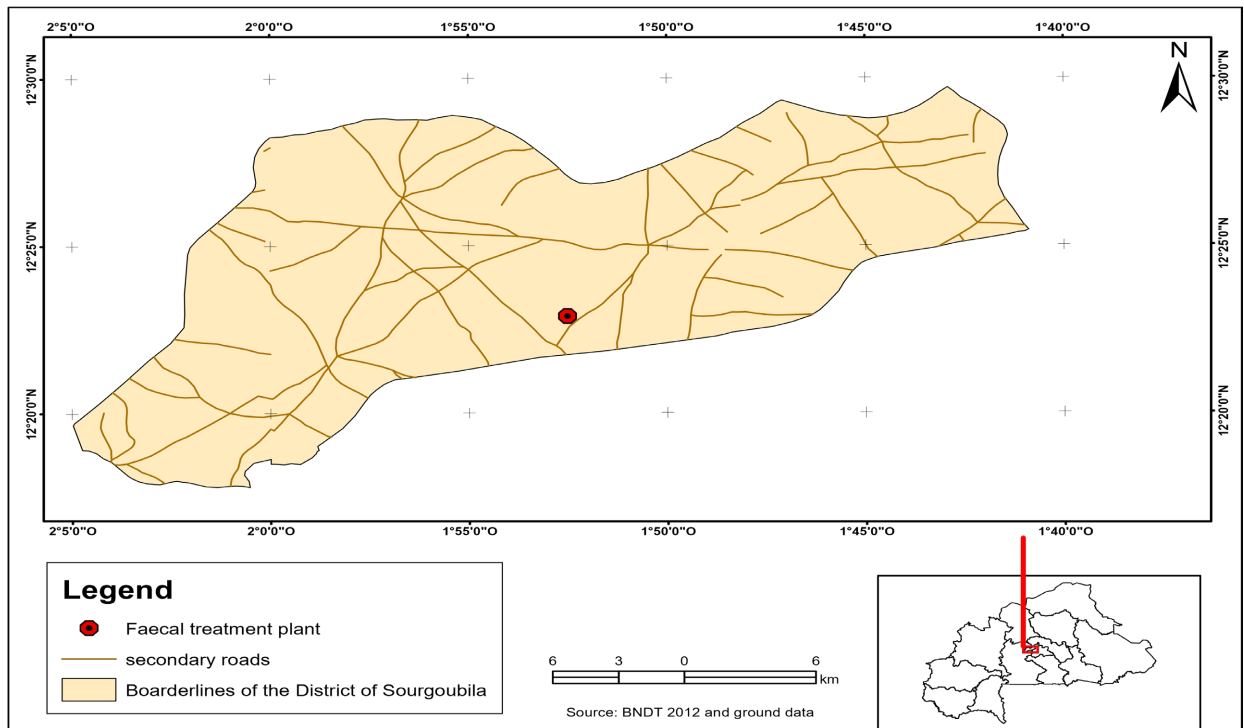 2°5'0"O 2°0'0"O 1°55'0"O 1°50'0"O 1°45'0"O 1°40'0"O
N
12°30'0"N 12°30'0"N
12°25'0"N 12°25'0"N
12°20'0"N 12°20'0"N
2°5'0"O 2°0'0"O 1°55'0"O 1°50'0"O 1°45'0"O 1°40'0"O
Legend
Faecal treatment plant
secondary roads
Boarderlines of the District of Sourgoubila
6 3 0 6
km
Source: BNDT 2012 and ground data